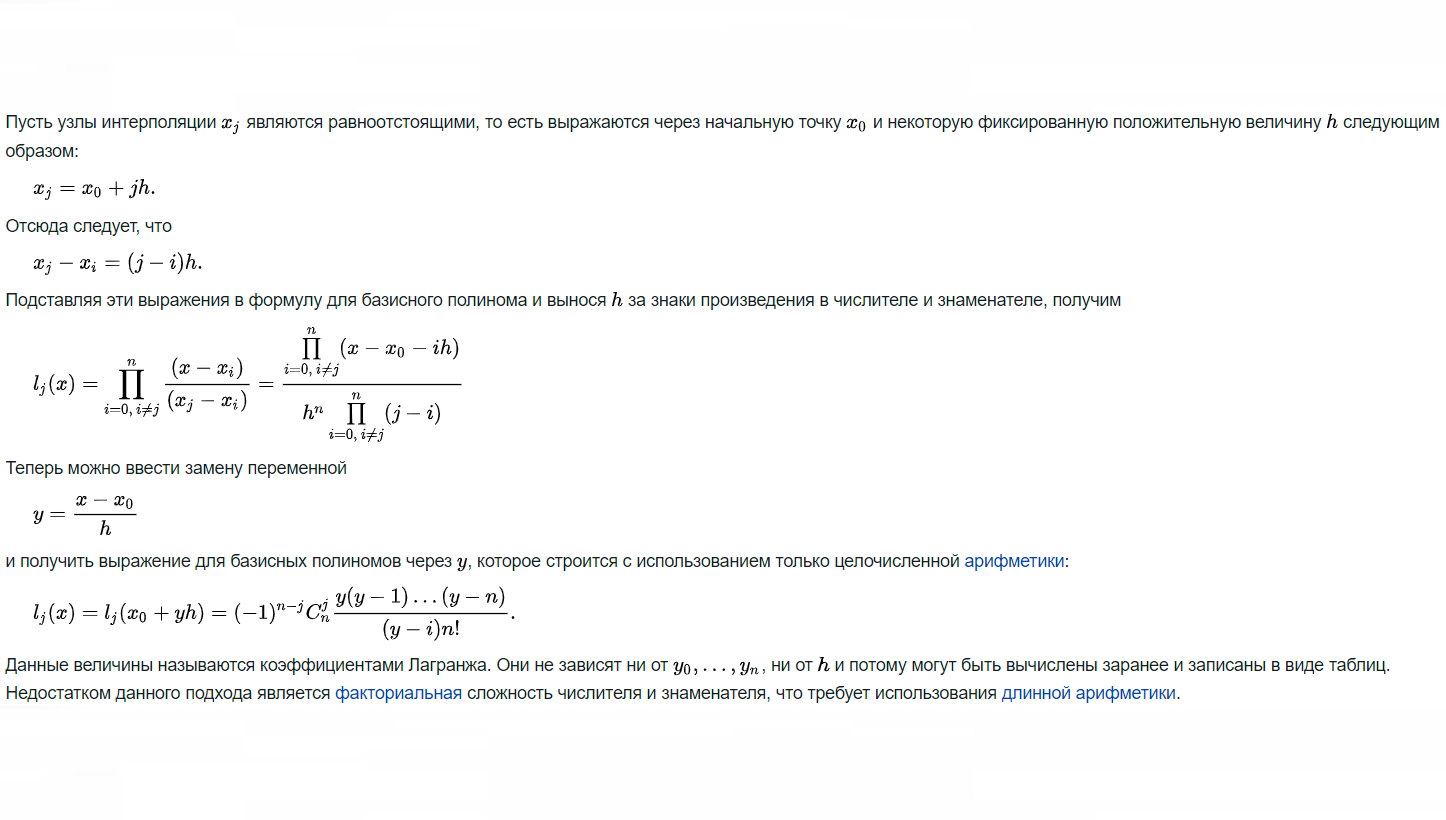 Пусть узлы интерполяции $x_j$ являются равноотстоящими, то есть выражаются через начальную точку $x_0$ и некоторую фиксированную положительную величину $h$ следующим
образом:
$x_j = x_0 + jh.$
Отсюда следует, что
$x_j - x_i = (j - i)h.$
Подставляя эти выражения в формулу для базисного полинома и вынося $h$ за знаки произведения в числителе и знаменателе, получим
$l_j(x) = \prod_{i=0,\, i \neq j}^{n} \frac{(x - x_i)}{(x_j - x_i)} = \frac{\prod_{i=0,\, i \neq j}^{n} (x - x_0 - ih)}{h^n \prod_{i=0,\, i \neq j}^{n} (j - i)}$
Теперь можно ввести замену переменной
$y = \frac{x - x_0}{h}$
и получить выражение для базисных полиномов через $y$, которое строится с использованием только целочисленной арифметики:
$l_j(x) = l_j(x_0 + yh) = (-1)^{n-j} C_n^j \frac{y(y - 1) \ldots (y - n)}{(y - i)n!}.$
Данные величины называются коэффициентами Лагранжа. Они не зависят ни от $y_0, \ldots, y_n$, ни от $h$ и потому могут быть вычислены заранее и записаны в виде таблиц.
Недостатком данного подхода является факториальная сложность числителя и знаменателя, что требует использования длинной арифметики.